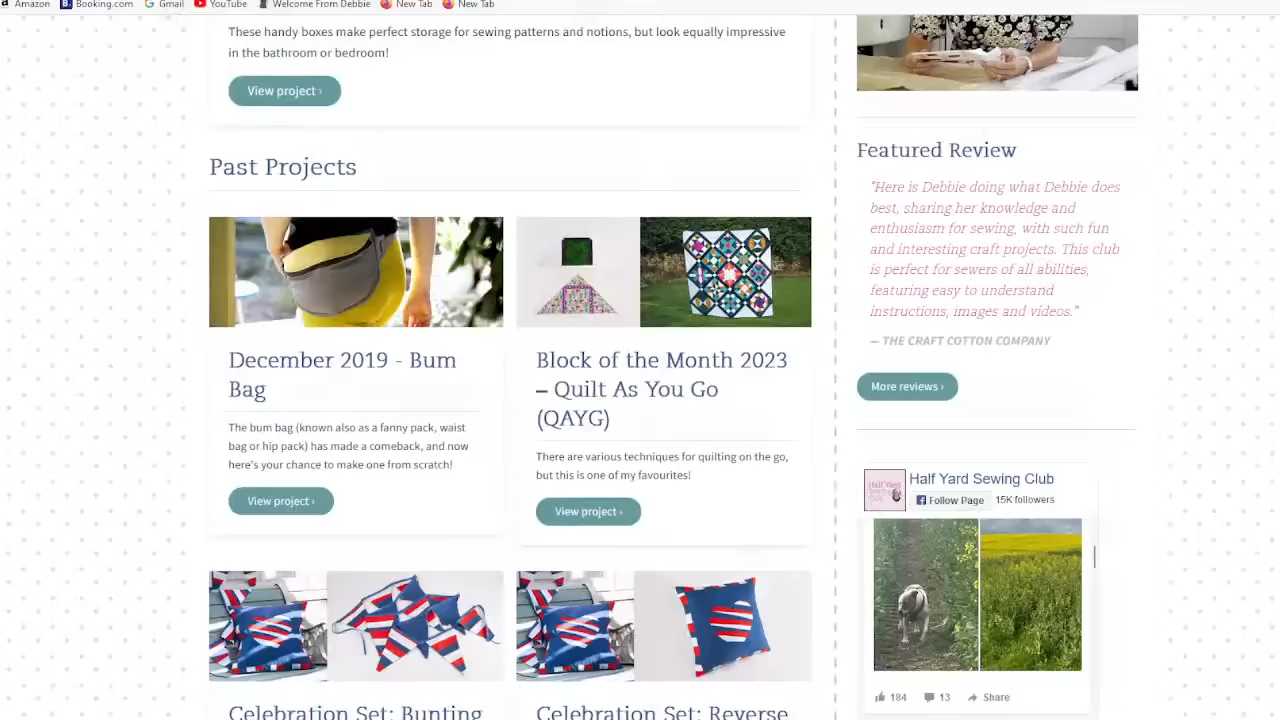 Amazon Booking.com Gmail YouTube Welcome From Debbie New Tab New Tab
These handy boxes make perfect storage for sewing patterns and notions, but look equally impressive
in the bathroom or bedroom!
View project ›
Past Projects
December 2019 - Bum
Bag
The bum bag (known also as a fanny pack, waist
bag or hip pack) has made a comeback, and now
here's your chance to make one from scratch!
View project ›
Block of the Month 2023
– Quilt As You Go
(QAYG)
There are various techniques for quilting on the go,
but this is one of my favourites!
View project ›
Celebration Set: Bunting
Celebration Set: Reverse
Featured Review
"Here is Debbie doing what Debbie does
best, sharing her knowledge and
enthusiasm for sewing, with such fun
and interesting craft projects. This club
is perfect for sewers of all abilities,
featuring easy to understand
instructions, images and videos."
— THE CRAFT COTTON COMPANY
More reviews ›
Half Yard
Sewing
Club
Half Yard Sewing Club
Follow Page 15K followers
184 13 Share